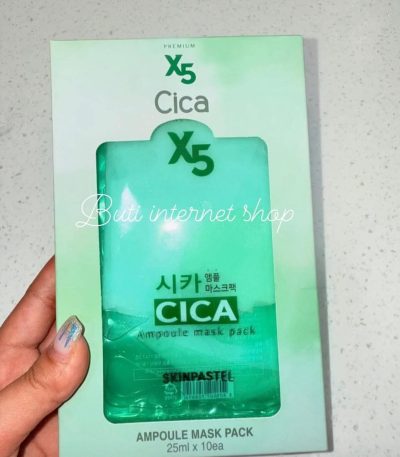 PREMIUM
X5
Cica
X5
Buti internet shop
시카 앰플
마스크팩
CICA
Ampoule mask pack
SKINPASTEL
AMPOULE MASK PACK
25ml x 10ea